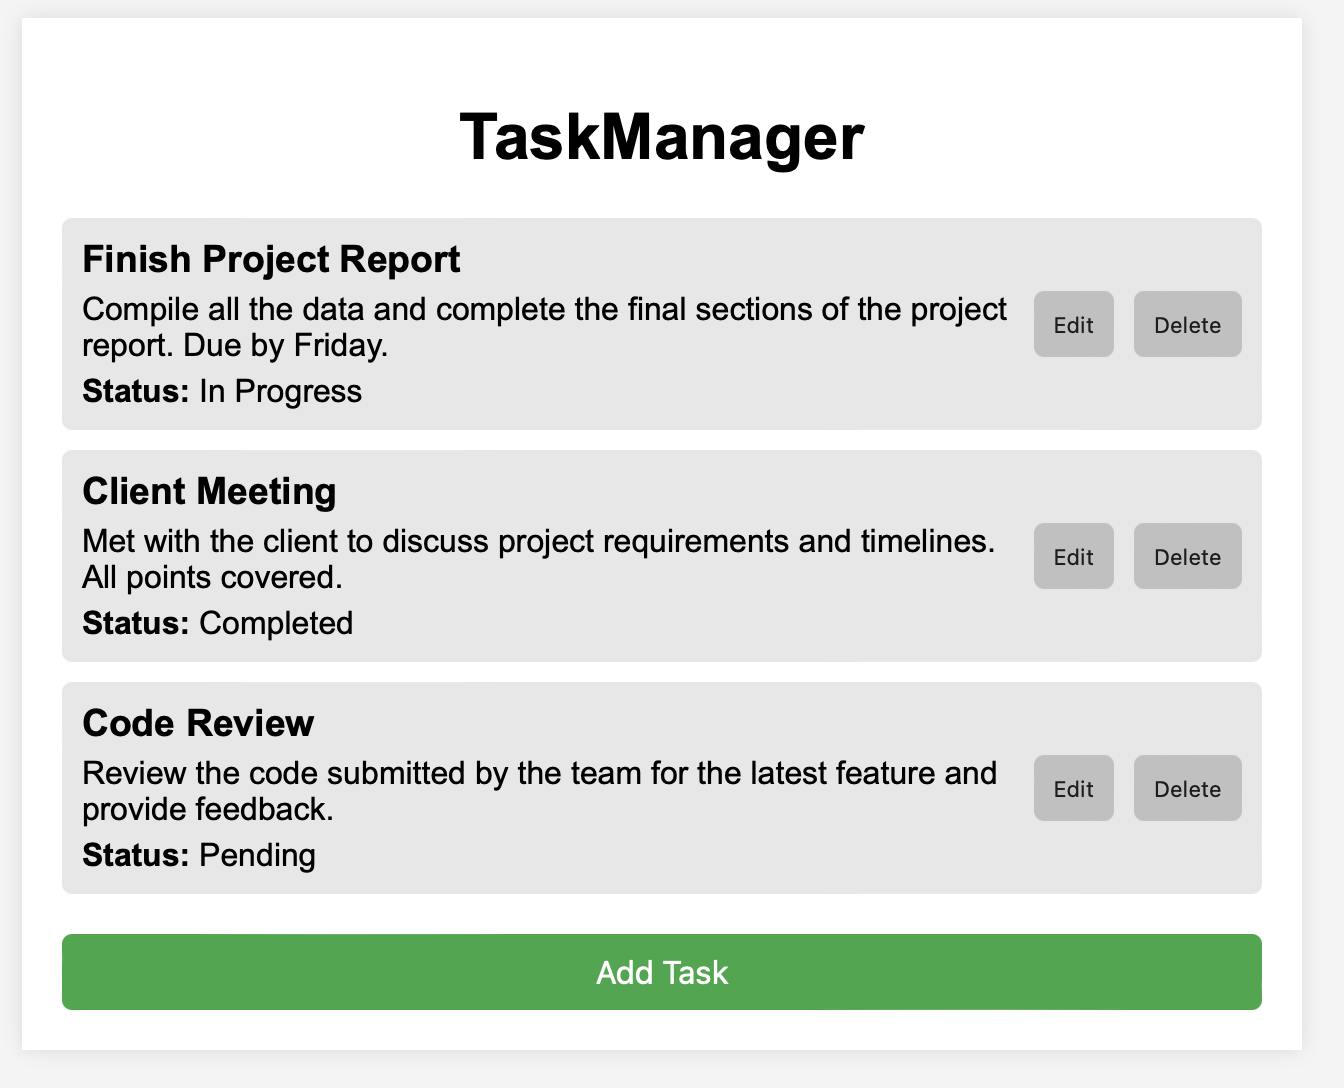 TaskManager
Finish Project Report
Compile all the data and complete the final sections of the project
report. Due by Friday.
Status: In Progress
Edit
Delete
Client Meeting
Met with the client to discuss project requirements and timelines.
All points covered.
Status: Completed
Edit
Delete
Code Review
Review the code submitted by the team for the latest feature and
provide feedback.
Status: Pending
Edit
Delete
Add Task